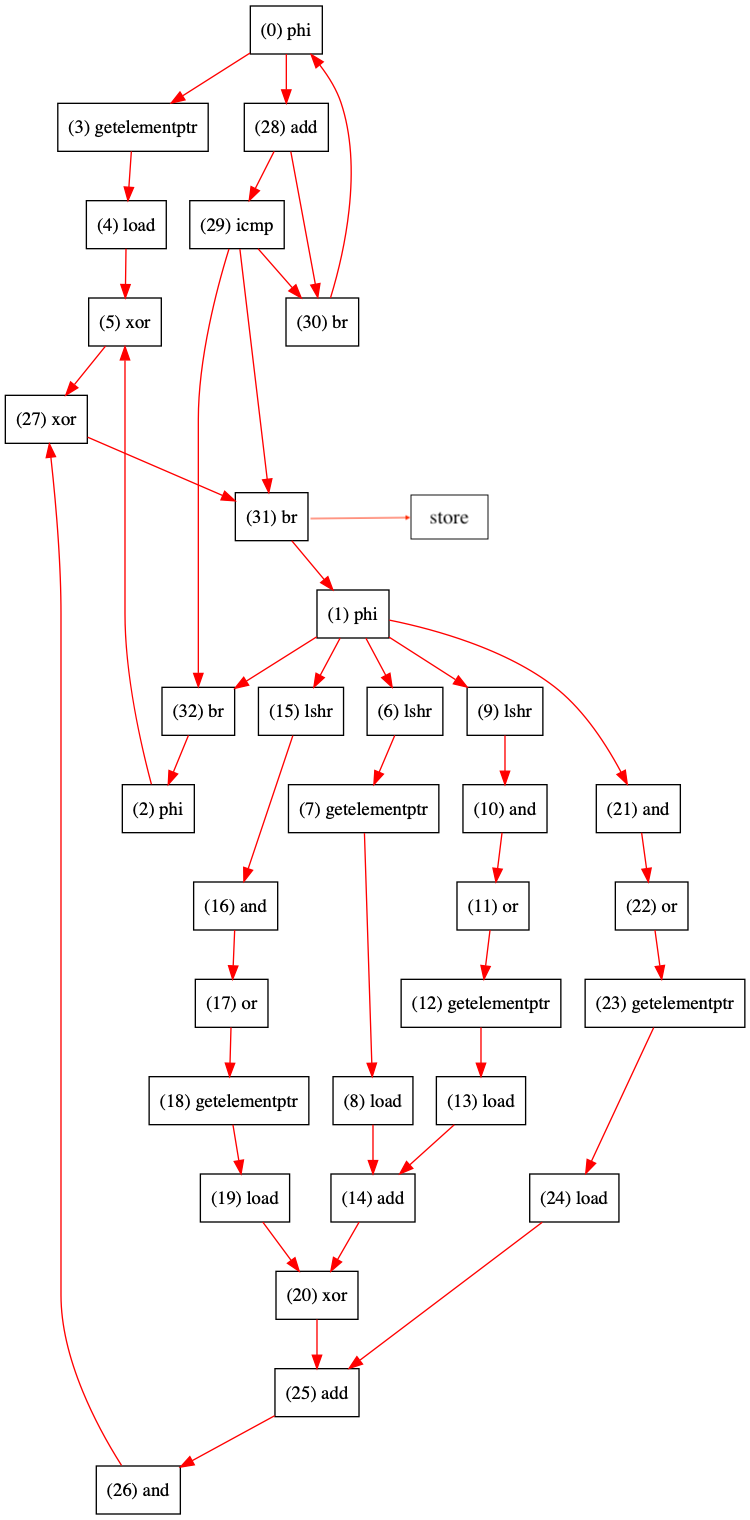 (0) phi
(3) getelementptr
(28) add
(4) load
(29) icmp
(5) xor
(30) br
(27) xor
(31) br
store
(1) phi
(32) br
(15) lshr
(6) lshr
(9) lshr
(2) phi
(7) getelementptr
(10) and
(21) and
(16) and
(11) or
(22) or
(17) or
(12) getelementptr
(23) getelementptr
(18) getelementptr
(8) load
(13) load
(19) load
(14) add
(24) load
(20) xor
(25) add
(26) and